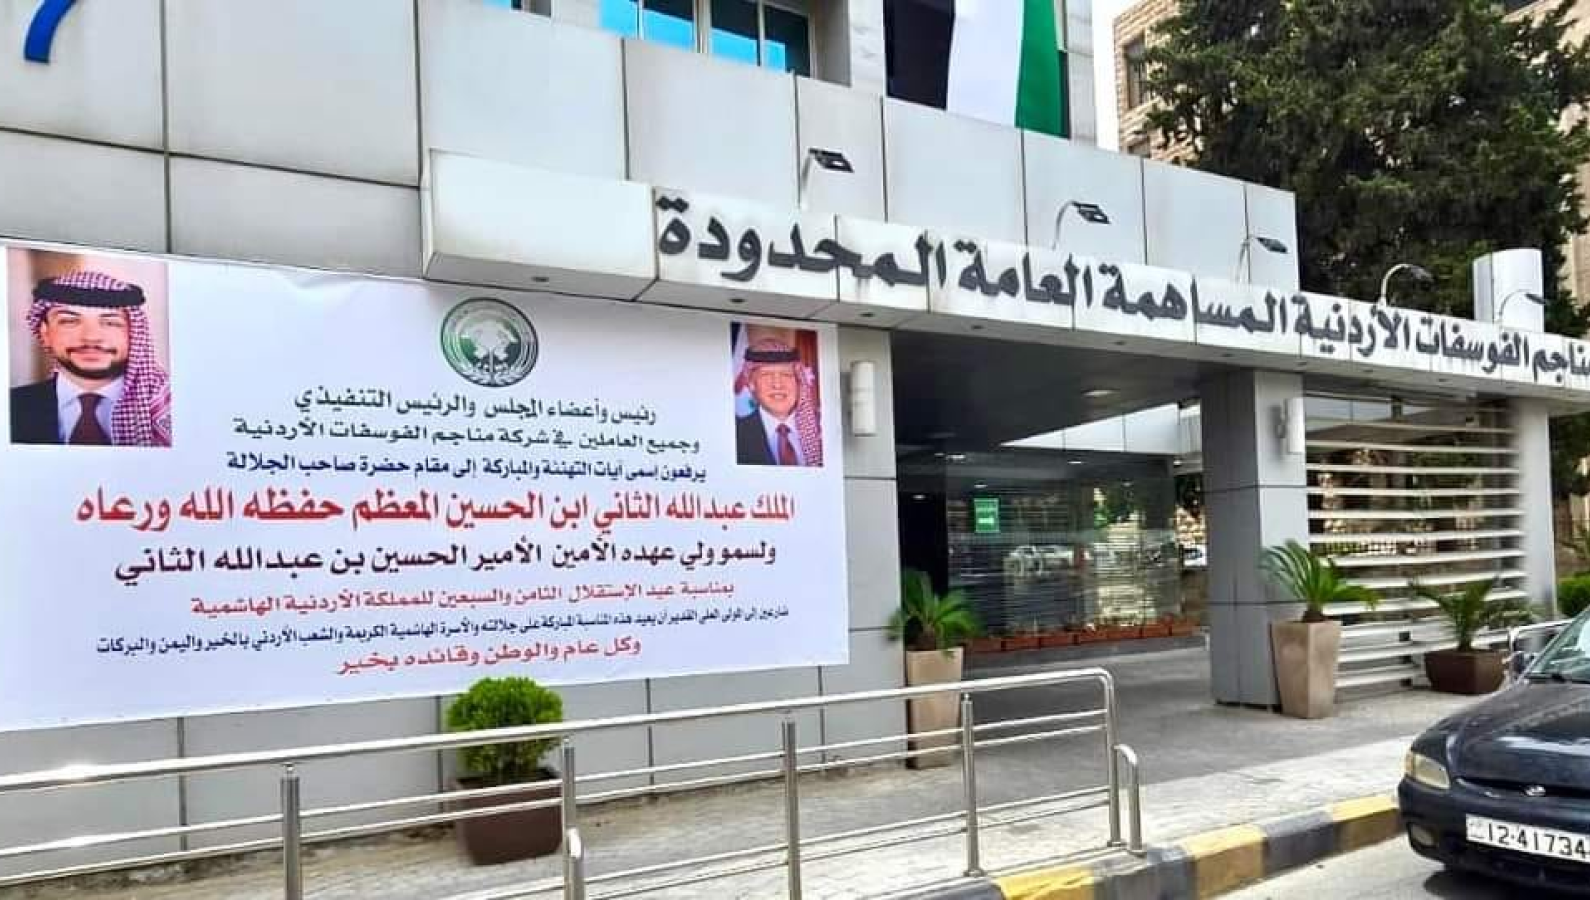 مناجم الفوسفات الأردنية المساهمة العامة المحدودة
رئيس وأعضاء المجلس والرئيس التنفيذي
وجميع العاملين في شركة مناجم الفوسفات الأردنية
يرفعون اسمى آيات التهنئة والمباركة إلى مقام حضرة صاحب الجلالة
الملك عبدالله الثاني ابن الحسين المعظم حفظه الله ورعاه
ولسمو ولي عهده الأمين الأمير الحسين بن عبدالله الثاني
بمناسبة عيد الإستقلال الثامن والسبعين للمملكة الأردنية الهاشمية
ضارعين إلى المولى العلي القدير أن يعيد هذه المناسبة المباركة على جلالته والأسرة الهاشمية الكريمة والشعب الأردني بالخير واليمن والبركات
وكل عام والوطن وقائده بخير
12-41734